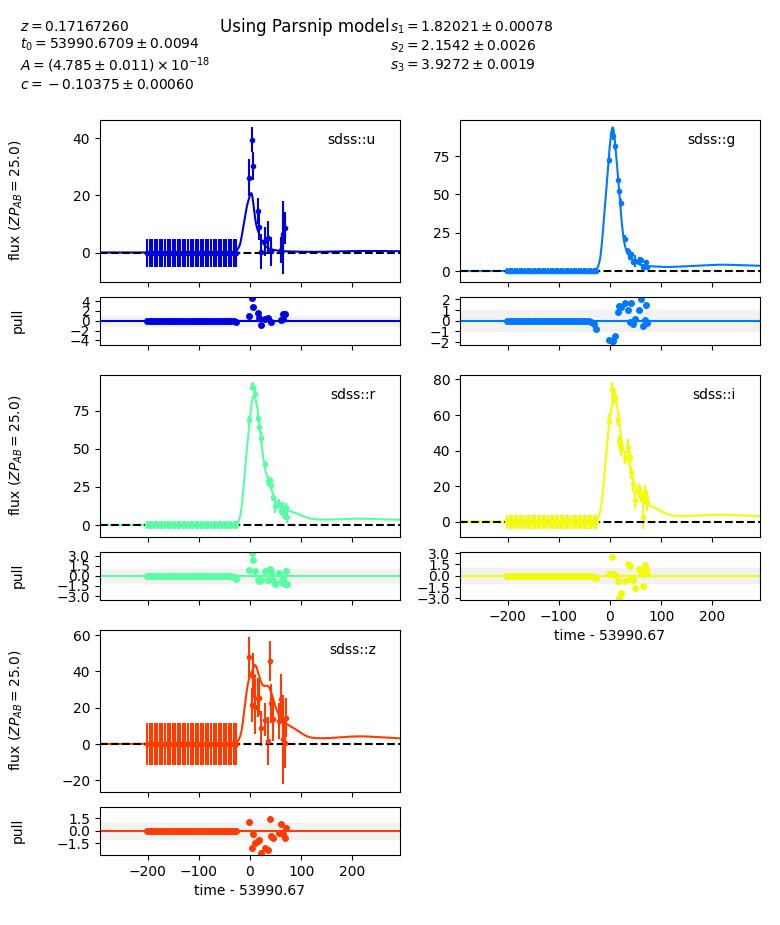 z = 0.17167260
t₀ = 53990.6709 ± 0.0094
A = (4.785 ± 0.011) × 10⁻¹⁸
c = −0.10375 ± 0.00060
Using Parsnip model
s₁ = 1.82021 ± 0.00078
s₂ = 2.1542 ± 0.0026
s₃ = 3.9272 ± 0.0019
flux (ZP_AB = 25.0)
40
20
0
sdss::u
75
50
25
0
sdss::g
pull
4
2
0
−2
−4
2
1
0
−1
−2
flux (ZP_AB = 25.0)
75
50
25
0
sdss::r
80
60
40
20
0
sdss::i
pull
3.0
1.5
0.0
−1.5
−3.0
3.0
1.5
0.0
−1.5
−3.0
−200 −100 0 100 200
time - 53990.67
flux (ZP_AB = 25.0)
60
40
20
0
−20
sdss::z
pull
1.5
0.0
−1.5
−200 −100 0 100 200
time - 53990.67